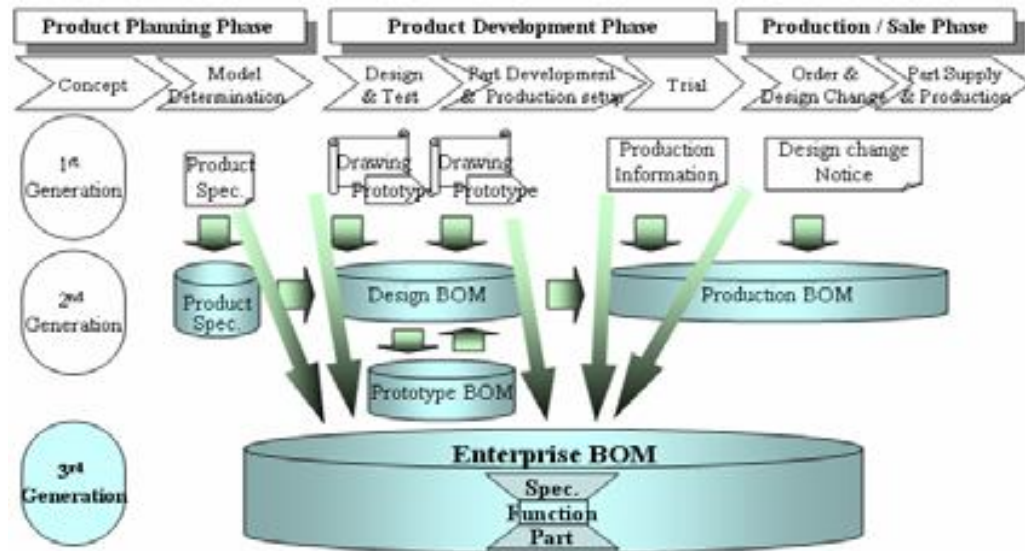 Product Planning Phase
Product Development Phase
Production / Sale Phase
Concept
Model
Determination
Design
& Test
Part Development
& Production setup
Trial
Order &
Design Change
Part Supply
& Production
1st
Generation
Product
Spec.
Drawing
Prototype
Drawing
Prototype
Production
Information
Design change
Notice
2nd
Generation
Product
Spec.
Design BOM
Production BOM
Prototype BOM
3rd
Generation
Enterprise BOM
Spec.
Function
Part